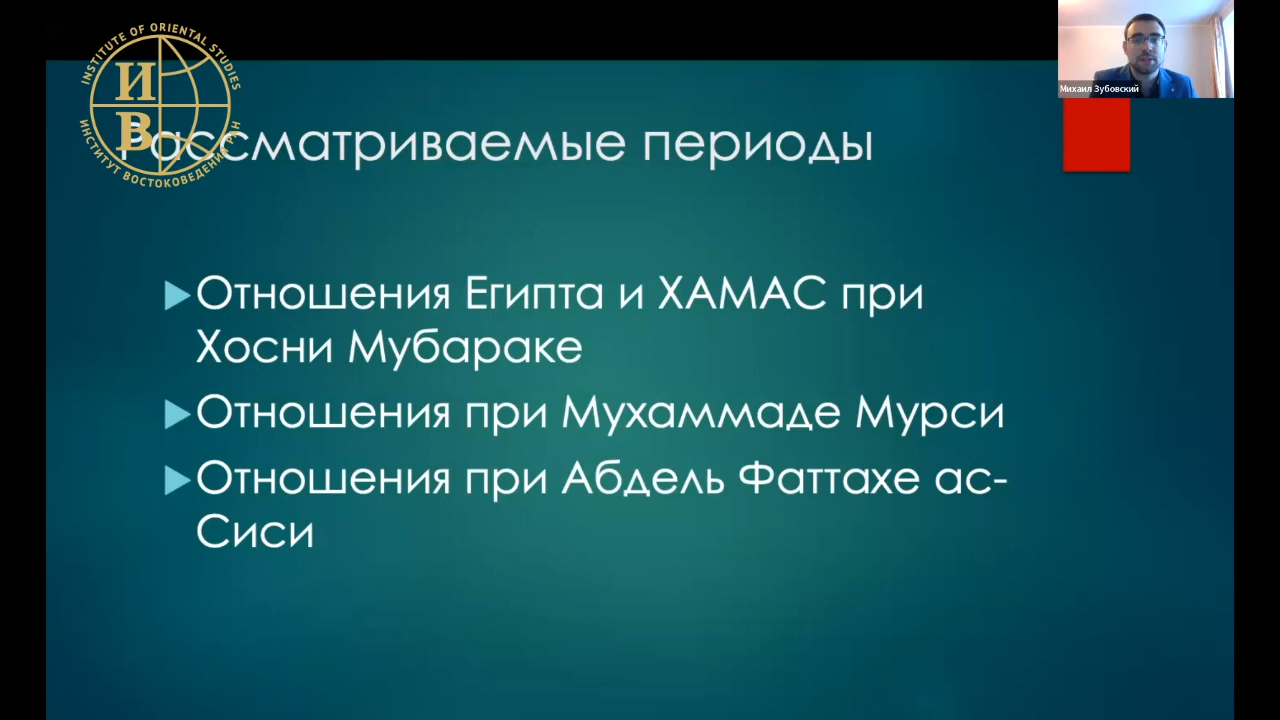 INSTITUTE OF ORIENTAL STUDIES
И
В
ИНСТИТУТ ВОСТОКОВЕДЕНИЯ РАН
Михаил Зубовский
Рассматриваемые периоды
Отношения Египта и ХАМАС при
Хосни Мубараке
Отношения при Мухаммаде Мурси
Отношения при Абдель Фаттахе ас-
Сиси